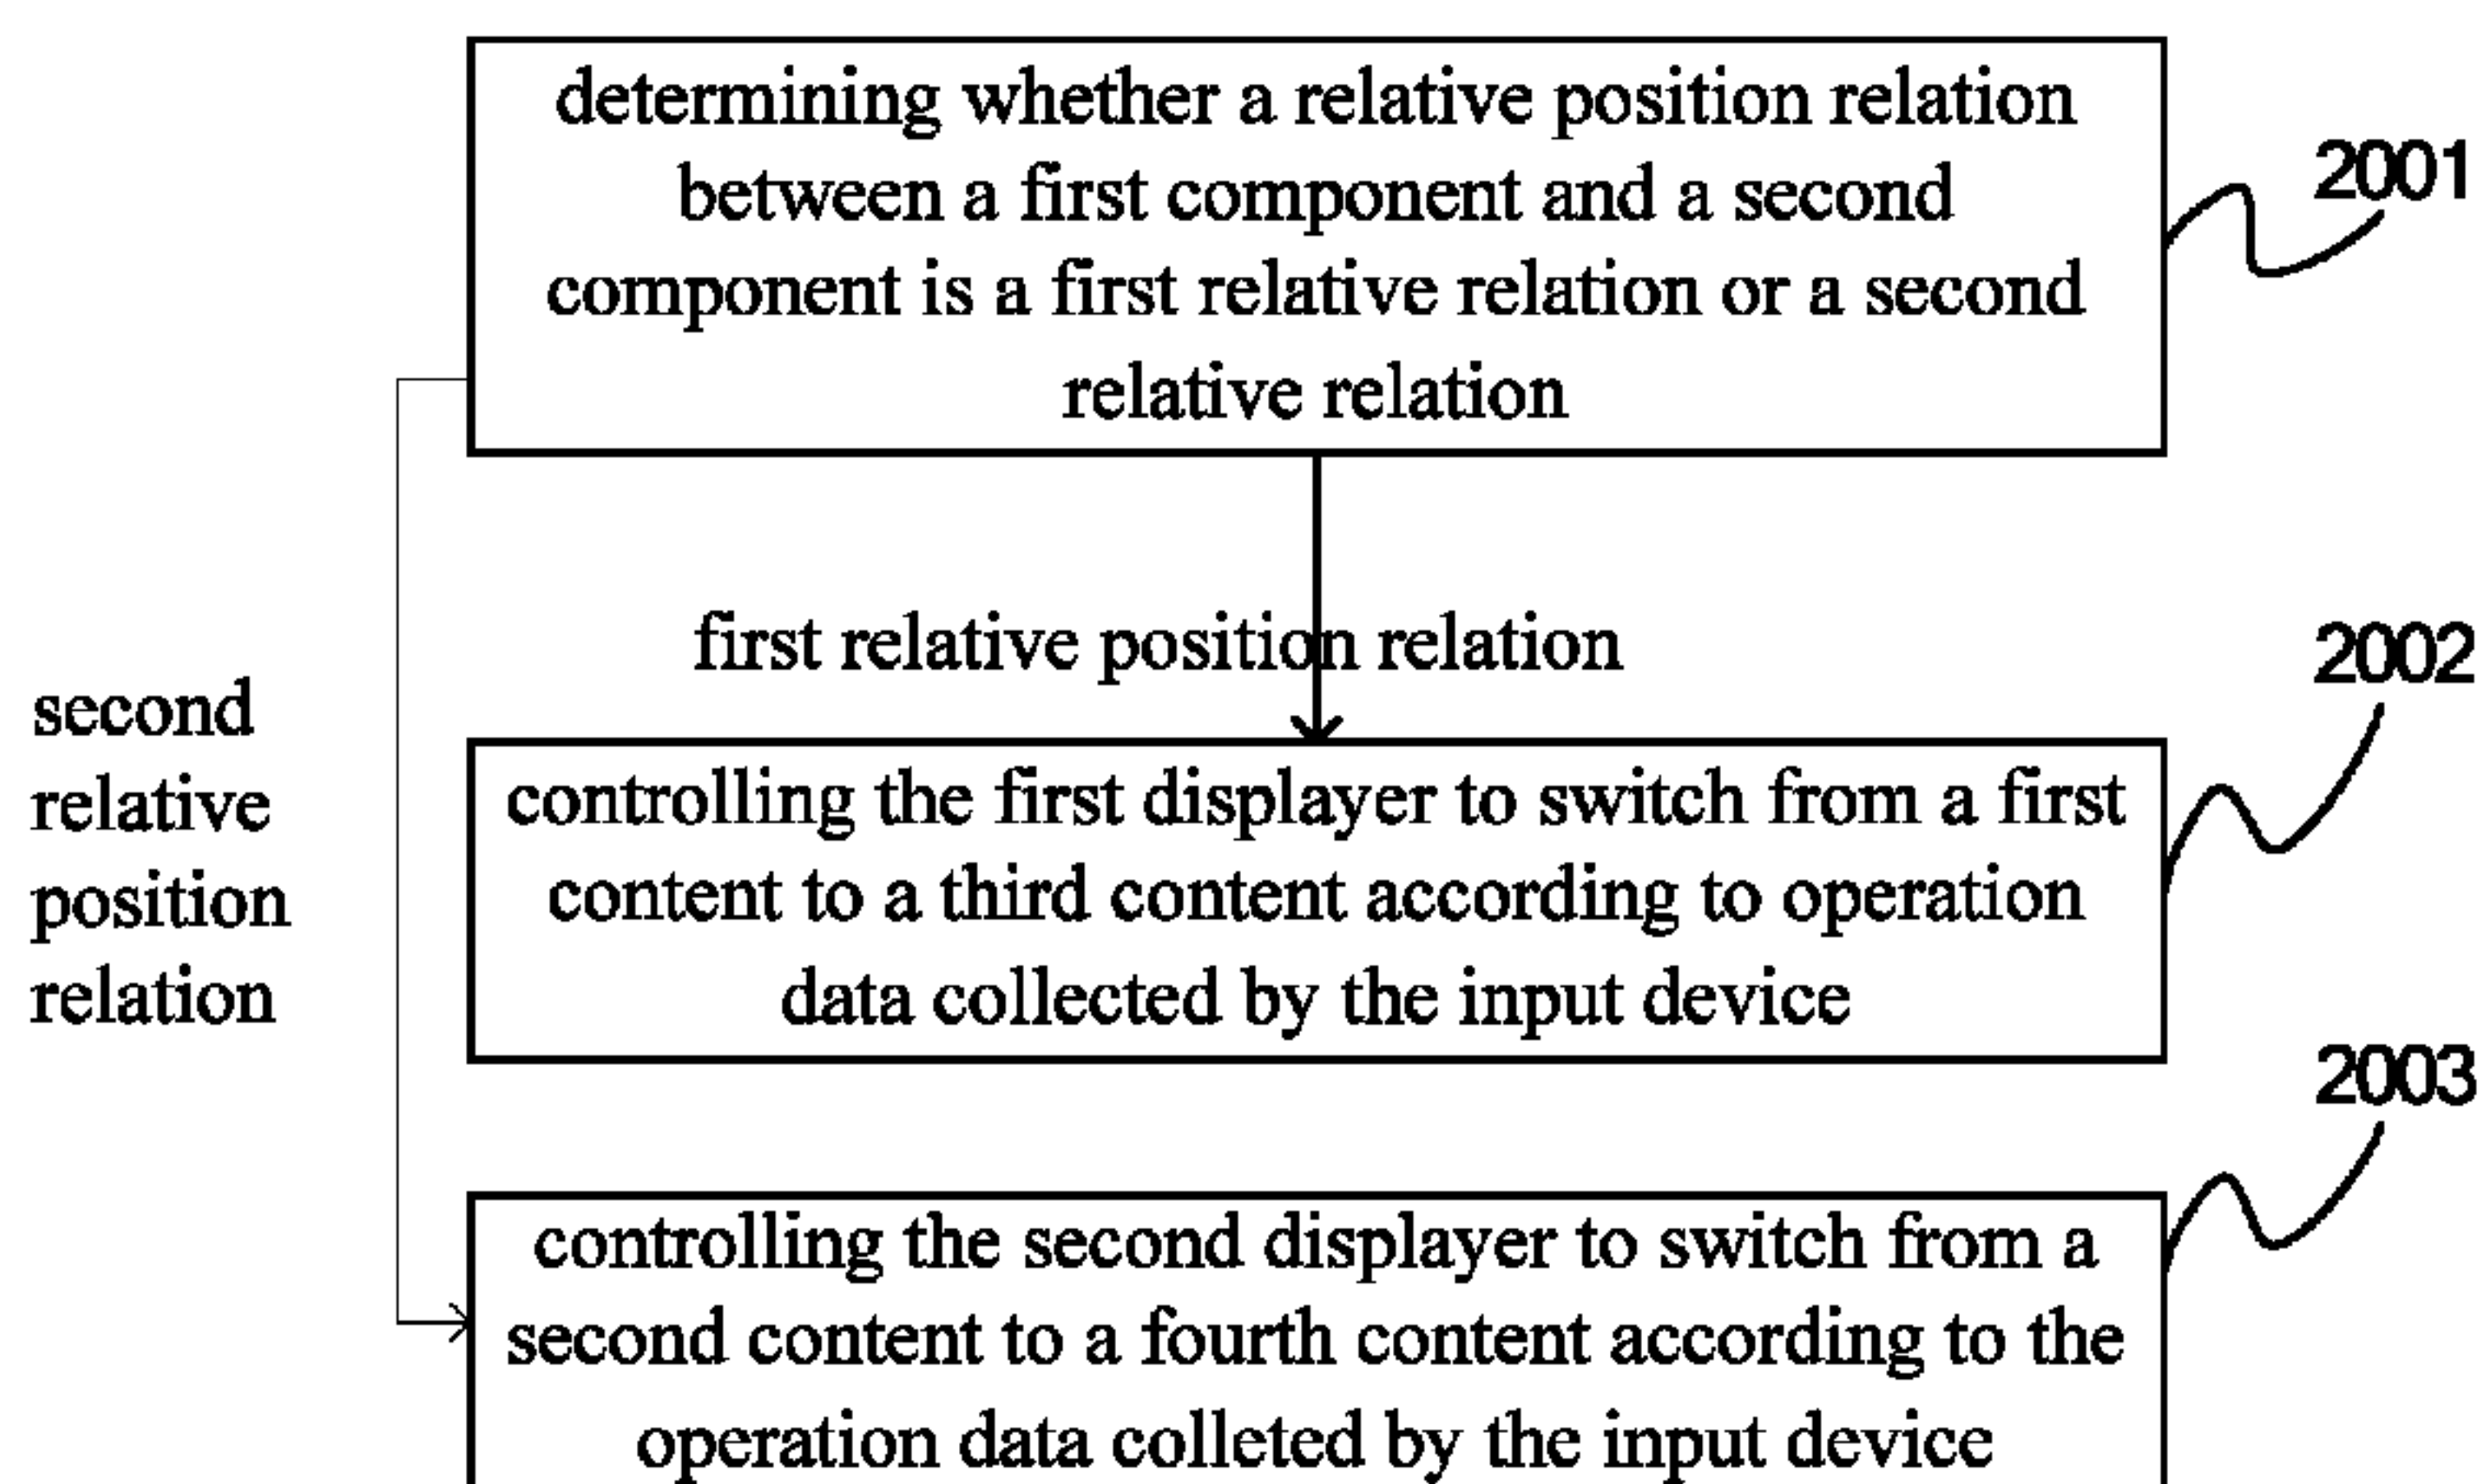 determining whether a relative position relation
between a first component and a second
component is a first relative relation or a second
relative relation
2001
first relative position relation
second
relative
position
relation
2002
controlling the first displayer to switch from a first
content to a third content according to operation
data collected by the input device
2003
controlling the second displayer to switch from a
second content to a fourth content according to the
operation data colleted by the input device